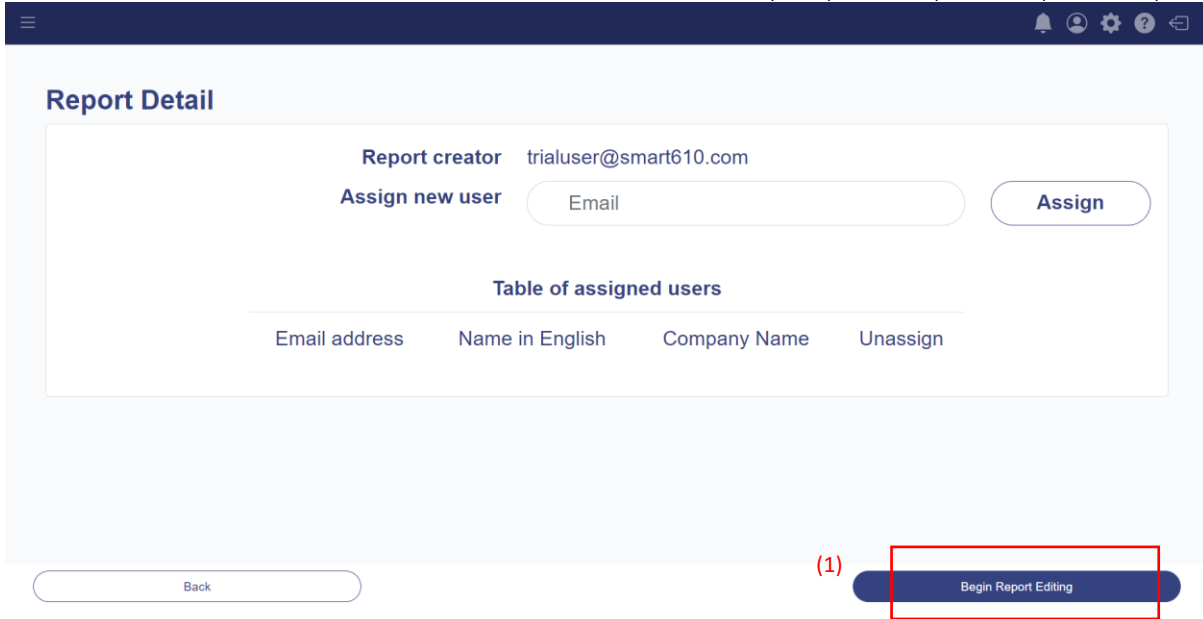 Report Detail
Report creator trialuser@smart610.com
Assign new user Email Assign
Table of assigned users
Email address Name in English Company Name Unassign
(1)
Back Begin Report Editing